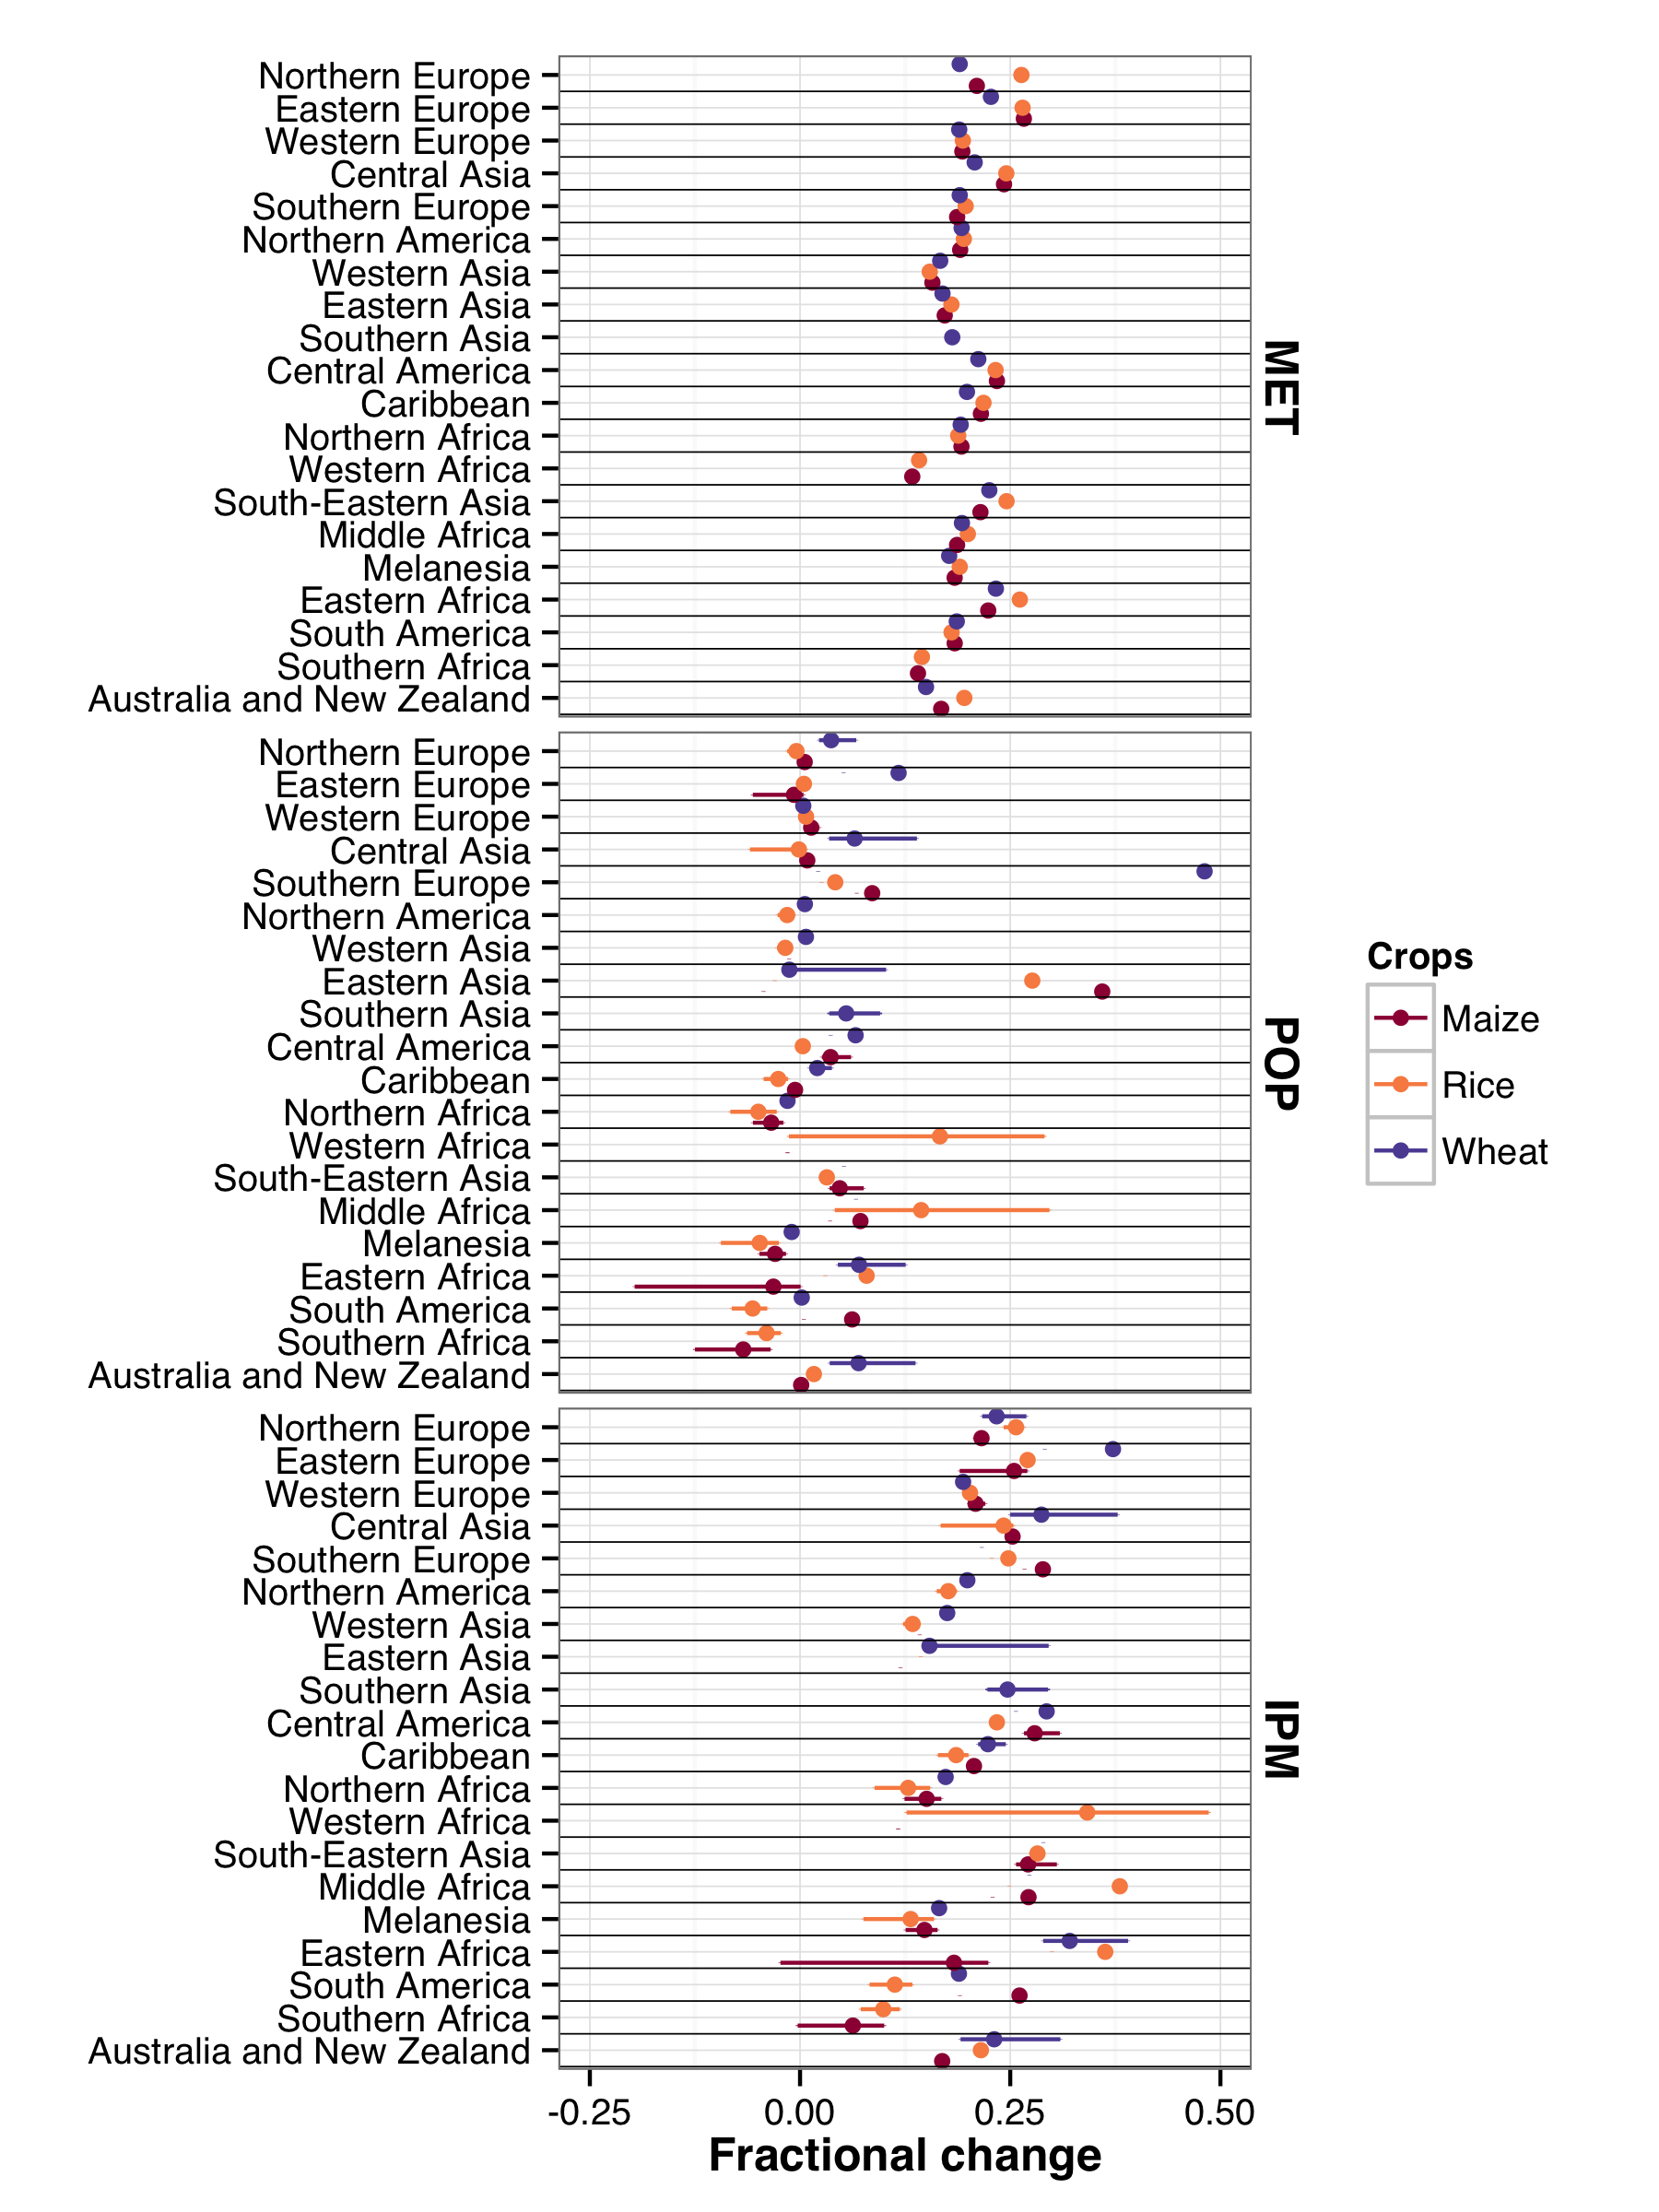 Northern Europe
Eastern Europe
Western Europe
Central Asia
Southern Europe
Northern America
Western Asia
Eastern Asia
Southern Asia
Central America
Caribbean
Northern Africa
Western Africa
South-Eastern Asia
Middle Africa
Melanesia
Eastern Africa
South America
Southern Africa
Australia and New Zealand
MET
Northern Europe
Eastern Europe
Western Europe
Central Asia
Southern Europe
Northern America
Western Asia
Eastern Asia
Southern Asia
Central America
Caribbean
Northern Africa
Western Africa
South-Eastern Asia
Middle Africa
Melanesia
Eastern Africa
South America
Southern Africa
Australia and New Zealand
POP
Northern Europe
Eastern Europe
Western Europe
Central Asia
Southern Europe
Northern America
Western Asia
Eastern Asia
Southern Asia
Central America
Caribbean
Northern Africa
Western Africa
South-Eastern Asia
Middle Africa
Melanesia
Eastern Africa
South America
Southern Africa
Australia and New Zealand
IPM
-0.25 0.00 0.25 0.50
Fractional change
Crops
Maize
Rice
Wheat